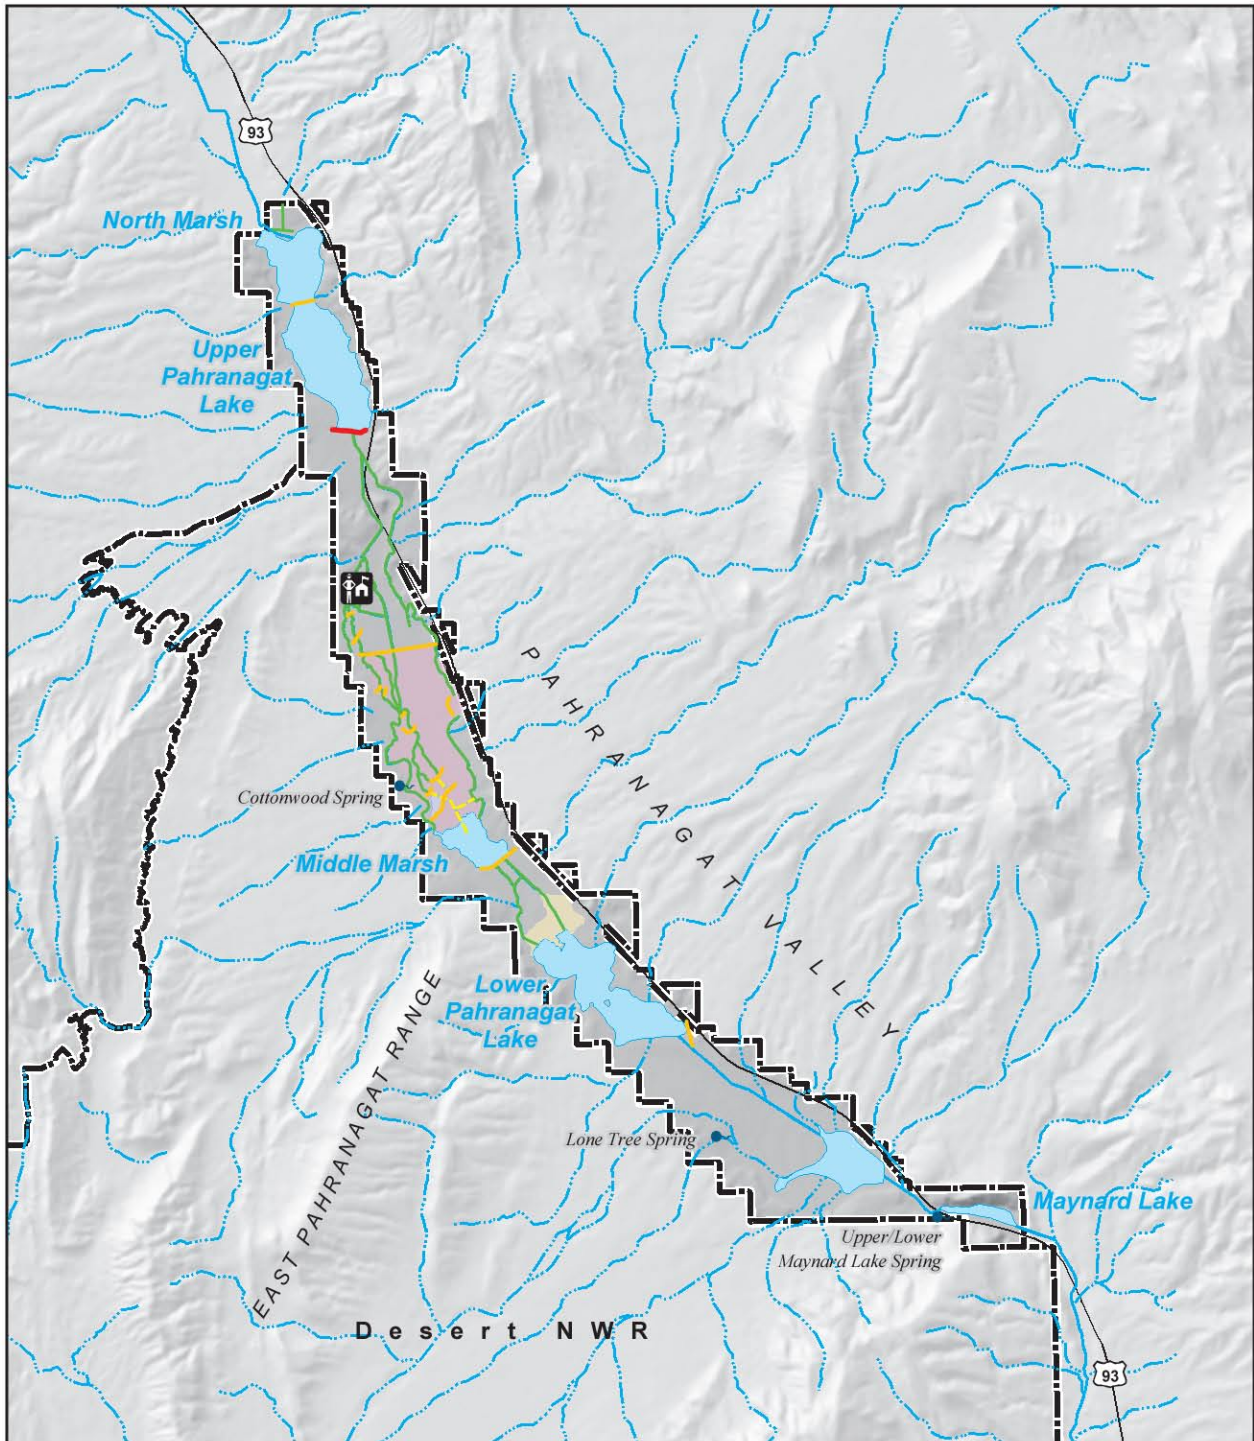 93
North Marsh
Upper
Pahranagat
Lake
PAHRANAGAT VALLEY
Cottonwood Spring
Middle Marsh
Lower
Pahranagat
Lake
EAST PAHRANAGAT RANGE
Lone Tree Spring
Maynard Lake
Upper/Lower
Maynard Lake Spring
Desert NWR
93